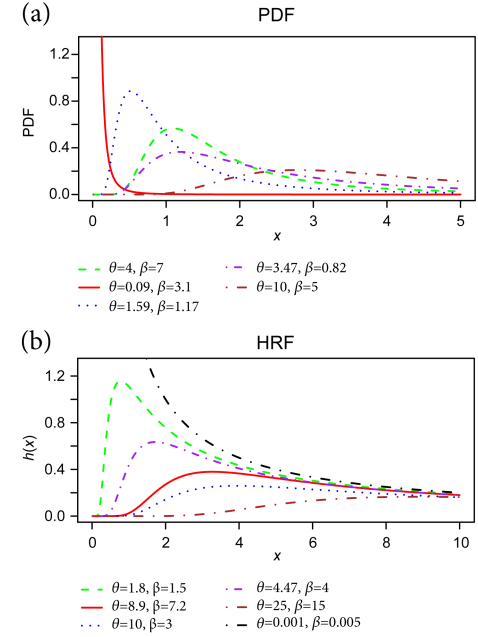 (a)
PDF
PDF
1.2
0.8
0.4
0.0
0 1 2 3 4 5
x
θ=4, β=7
θ=0.09, β=3.1
θ=1.59, β=1.17
θ=3.47, β=0.82
θ=10, β=5
(b)
HRF
h(x)
1.2
0.8
0.4
0.0
0 2 4 6 8 10
x
θ=1.8, β=1.5
θ=8.9, β=7.2
θ=10, β=3
θ=4.47, β=4
θ=25, β=15
θ=0.001, β=0.005